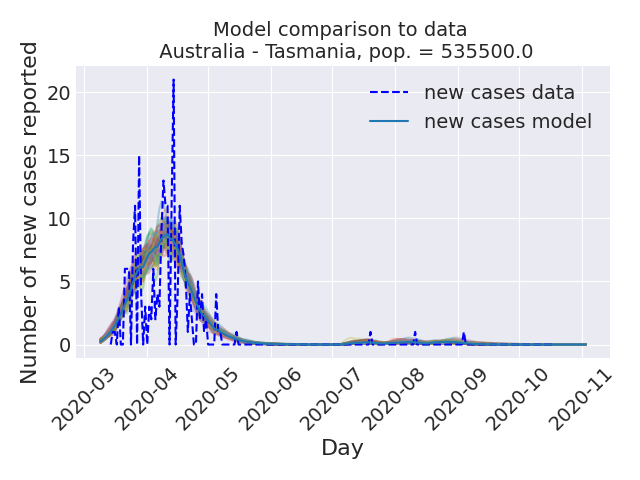 Model comparison to data
Australia - Tasmania, pop. = 535500.0
Number of new cases reported
20
15
10
5
0
new cases data
new cases model
2020-03
2020-04
2020-05
2020-06
2020-07
2020-08
2020-09
2020-10
2020-11
Day